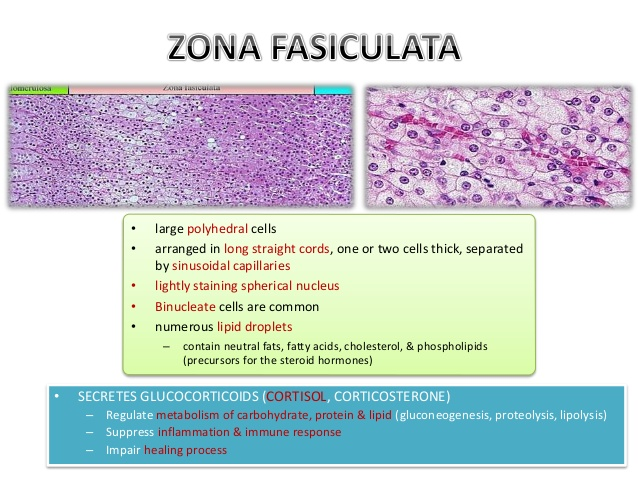 ZONA FASICULATA
lomerulosa
Zona fasiculata
• large polyhedral cells
• arranged in long straight cords, one or two cells thick, separated
by sinusoidal capillaries
• lightly staining spherical nucleus
• Binucleate cells are common
• numerous lipid droplets
– contain neutral fats, fatty acids, cholesterol, & phospholipids
(precursors for the steroid hormones)
• SECRETES GLUCOCORTICOIDS (CORTISOL, CORTICOSTERONE)
– Regulate metabolism of carbohydrate, protein & lipid (gluconeogenesis, proteolysis, lipolysis)
– Suppress inflammation & immune response
– Impair healing process